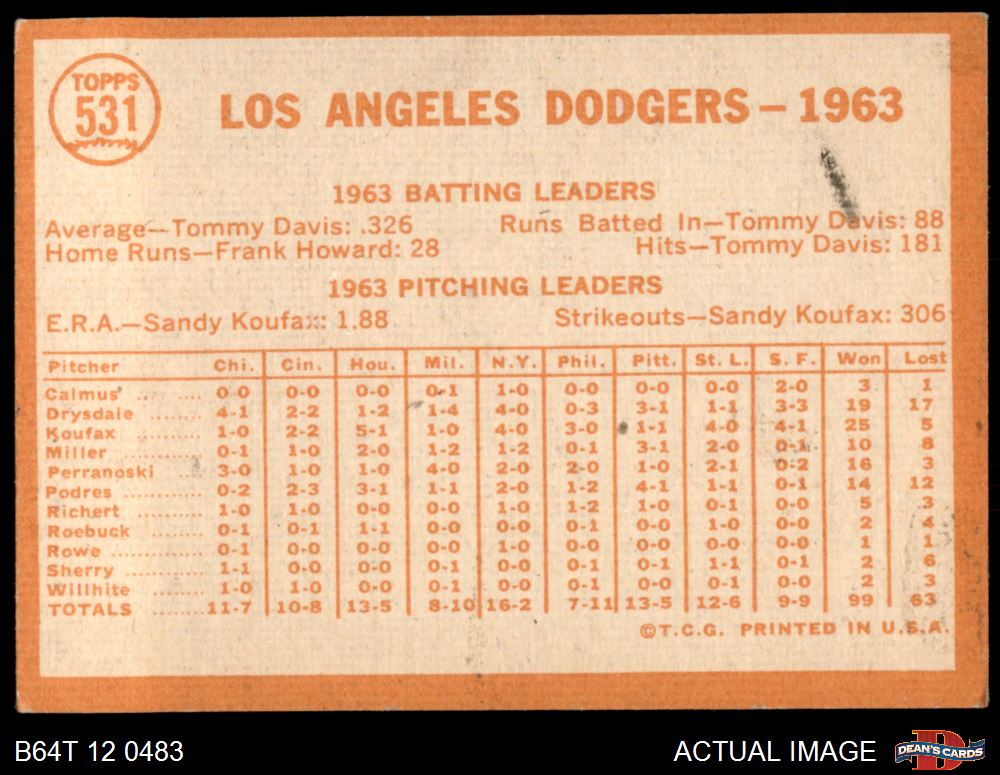 TOPPS
531
LOS ANGELES DODGERS – 1963
1963 BATTING LEADERS
Average—Tommy Davis: .326 Runs Batted In—Tommy Davis: 88
Home Runs—Frank Howard: 28 Hits—Tommy Davis: 181
1963 PITCHING LEADERS
E.R.A.—Sandy Koufax: 1.88 Strikeouts—Sandy Koufax: 306
Pitcher Chi. Cin. Hou. Mil. N.Y. Phil. Pitt. St. L. S. F. Won Lost
Calmus 0-0 0-0 0-0 0-1 1-0 0-0 0-0 0-0 2-0 3 1
Drysdale 4-1 2-2 1-2 1-4 4-0 0-3 3-1 1-1 3-3 19 17
Koufax 1-0 2-2 5-1 1-0 4-0 3-0 1-1 4-0 4-1 25 5
Miller 0-1 1-0 2-0 1-2 1-2 0-1 3-1 2-0 0-1 10 8
Perranoski 3-0 1-0 1-0 4-0 2-0 2-0 1-0 2-1 0-2 16 3
Podres 0-2 2-3 3-1 1-1 2-0 1-2 4-1 1-1 0-1 14 12
Richert 1-0 1-0 0-0 0-0 1-0 1-2 1-0 0-1 0-0 5 3
Roebuck 0-1 0-1 1-1 0-0 0-0 0-1 0-0 1-0 0-0 2 4
Rowe 0-1 0-0 0-0 0-0 1-0 0-0 0-0 0-0 0-0 1 1
Sherry 1-1 0-0 0-0 0-1 0-0 0-1 0-1 1-1 0-1 2 6
Willhite 1-0 1-0 0-0 0-1 0-0 0-1 0-1 0-0 0-0 2 3
TOTALS 11-7 10-8 13-5 8-10 16-2 7-11 13-5 12-6 9-9 99 63
©T.C.G. PRINTED IN U.S.A.
B64T 12 0483 ACTUAL IMAGE DEAN'S CARDS